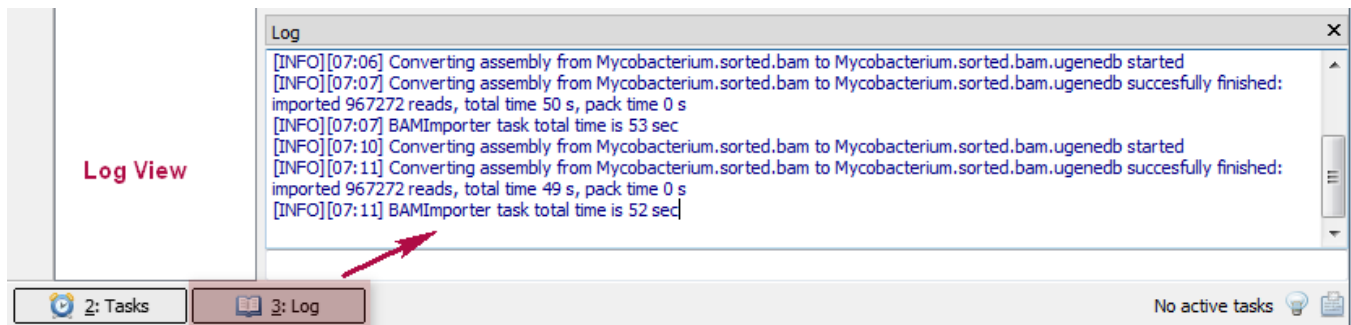 Log
[INFO][07:06] Converting assembly from Mycobacterium.sorted.bam to Mycobacterium.sorted.bam.ugenedb started
[INFO][07:07] Converting assembly from Mycobacterium.sorted.bam to Mycobacterium.sorted.bam.ugenedb succesfully finished:
imported 967272 reads, total time 50 s, pack time 0 s
[INFO][07:07] BAMImporter task total time is 53 sec
[INFO][07:10] Converting assembly from Mycobacterium.sorted.bam to Mycobacterium.sorted.bam.ugenedb started
[INFO][07:11] Converting assembly from Mycobacterium.sorted.bam to Mycobacterium.sorted.bam.ugenedb succesfully finished:
imported 967272 reads, total time 49 s, pack time 0 s
[INFO][07:11] BAMImporter task total time is 52 sec
Log View
2: Tasks
3: Log
No active tasks